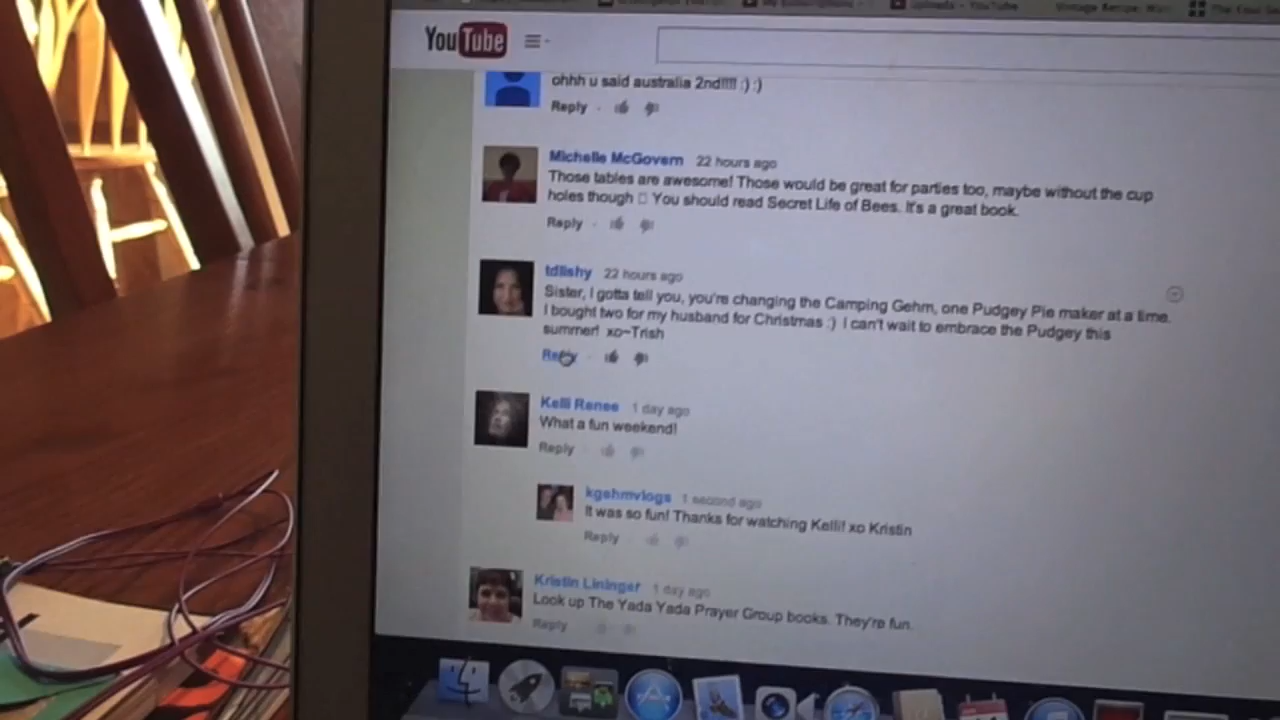 Uploads - YouTube
YouTube
ohhh u said australia 2nd!!!! :) :)
Reply
Michelle McGovern 22 hours ago
Those tables are awesome! Those would be great for parties too, maybe without the cup
holes though You should read Secret Life of Bees. It's a great book.
Reply
tdlishy 22 hours ago
Sister, I gotta tell you, you're changing the Camping Gehm, one Pudgey Pie maker at a time.
I bought two for my husband for Christmas :) I can't wait to embrace the Pudgey this
summer! xo~Trish
Reply
Kelli Renee 1 day ago
What a fun weekend!
Reply
kgehmvlogs 1 second ago
It was so fun! Thanks for watching Kelli! xo Kristin
Reply
Kristin Lininger 1 day ago
Look up The Yada Yada Prayer Group books. They're fun.
Reply